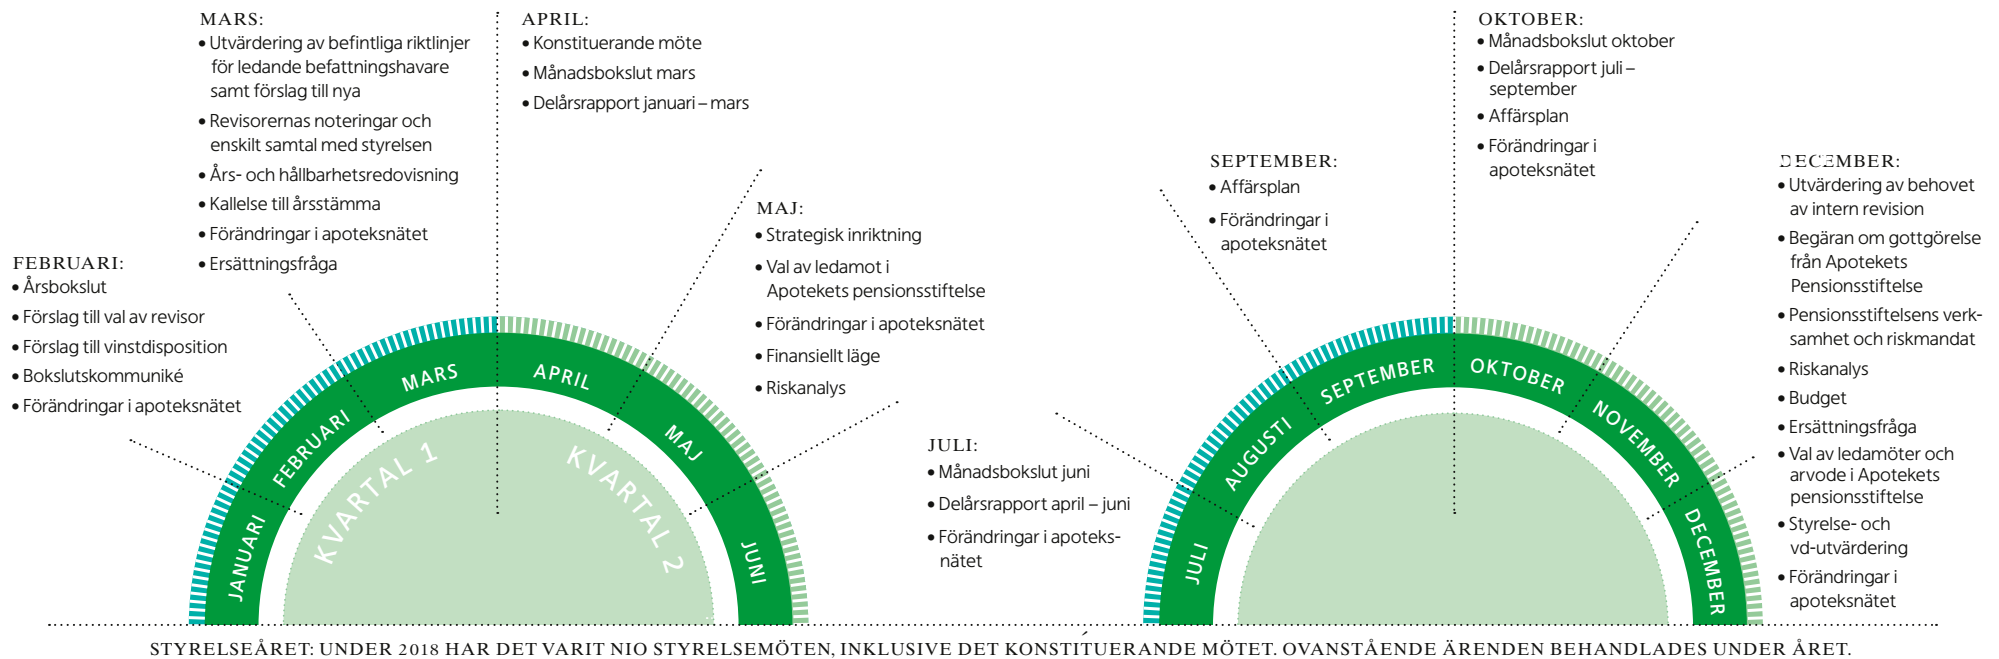 MARS:
• Utvärdering av befintliga riktlinjer
för ledande befattningshavare
samt förslag till nya
• Revisorernas noteringar och
enskilt samtal med styrelsen
• Års- och hållbarhetsredovisning
• Kallelse till årsstämma
• Förändringar i apoteksnätet
• Ersättningsfråga
APRIL:
• Konstituerande möte
• Månadsbokslut mars
• Delårsrapport januari – mars
FEBRUARI:
• Årsbokslut
• Förslag till val av revisor
• Förslag till vinstdisposition
• Bokslutskommuniké
• Förändringar i apoteksnätet
MAJ:
• Strategisk inriktning
• Val av ledamot i
Apotekets pensionsstiftelse
• Förändringar i apoteksnätet
• Finansiellt läge
• Riskanalys
JANUARI
FEBRUARI
MARS
APRIL
MAJ
JUNI
KVARTAL 1
KVARTAL 2
JULI:
• Månadsbokslut juni
• Delårsrapport april – juni
• Förändringar i apoteks-
nätet
SEPTEMBER:
• Affärsplan
• Förändringar i
apoteksnätet
OKTOBER:
• Månadsbokslut oktober
• Delårsrapport juli –
september
• Affärsplan
• Förändringar i
apoteksnätet
DECEMBER:
• Utvärdering av behovet
av intern revision
• Begäran om gottgörelse
från Apotekets
Pensionsstiftelse
• Pensionsstiftelsens verk-
samhet och riskmandat
• Riskanalys
• Budget
• Ersättningsfråga
• Val av ledamöter och
arvode i Apotekets
pensionsstiftelse
• Styrelse- och
vd-utvärdering
• Förändringar i
apoteksnätet
JULI
AUGUSTI
SEPTEMBER
OKTOBER
NOVEMBER
DECEMBER
STYRELSEÅRET: UNDER 2018 HAR DET VARIT NIO STYRELSEMÖTEN, INKLUSIVE DET KONSTITUERANDE MÖTET. OVANSTÅENDE ÄRENDEN BEHANDLADES UNDER ÅRET.